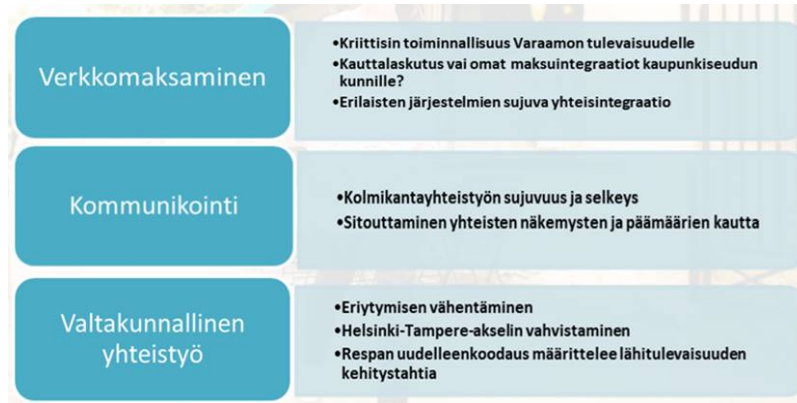 Verkkomaksaminen
•Kriittisin toiminnallisuus Varaamon tulevaisuudelle
•Kauttalaskutus vai omat maksuintegraatiot kaupunkiseudun
kunnille?
•Erilaisten järjestelmien sujuva yhteisintegraatio
Kommunikointi
•Kolmikantayhteistyön sujuvuus ja selkeys
•Sitouttaminen yhteisten näkemysten ja päämäärien kautta
Valtakunnallinen
yhteistyö
•Eriytymisen vähentäminen
•Helsinki-Tampere-akselin vahvistaminen
•Respan uudelleenkoodaus määrittelee lähitulevaisuuden
kehitystahtia